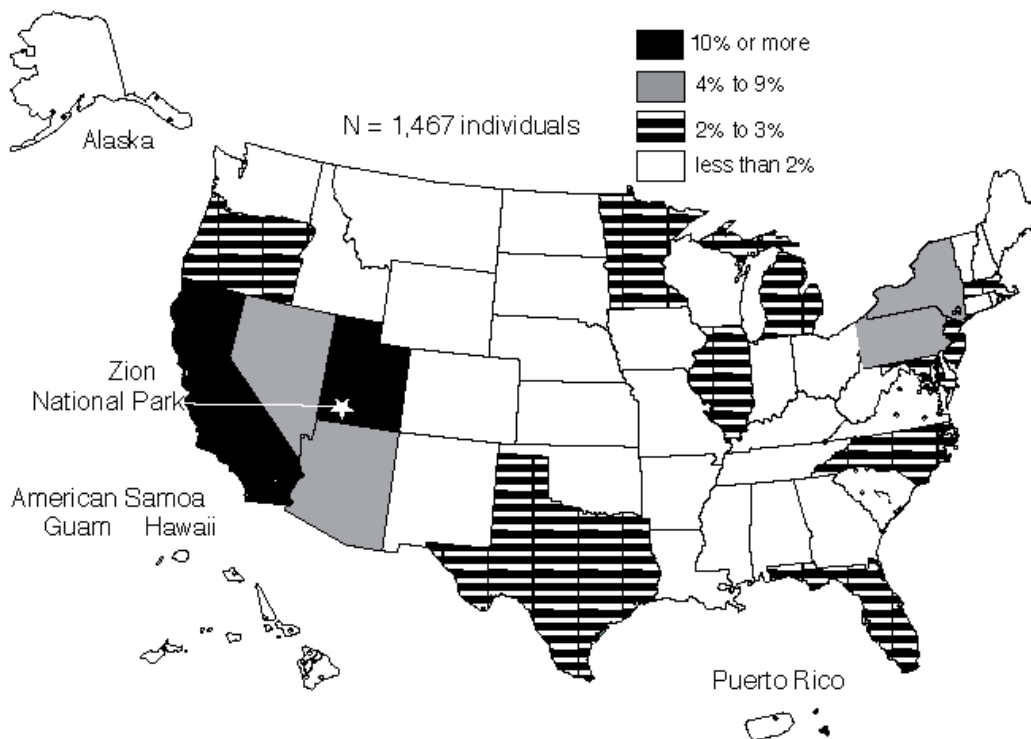 10% or more
4% to 9%
2% to 3%
less than 2%
N = 1,467 individuals
Alaska
Zion
National Park
American Samoa
Guam Hawaii
Puerto Rico